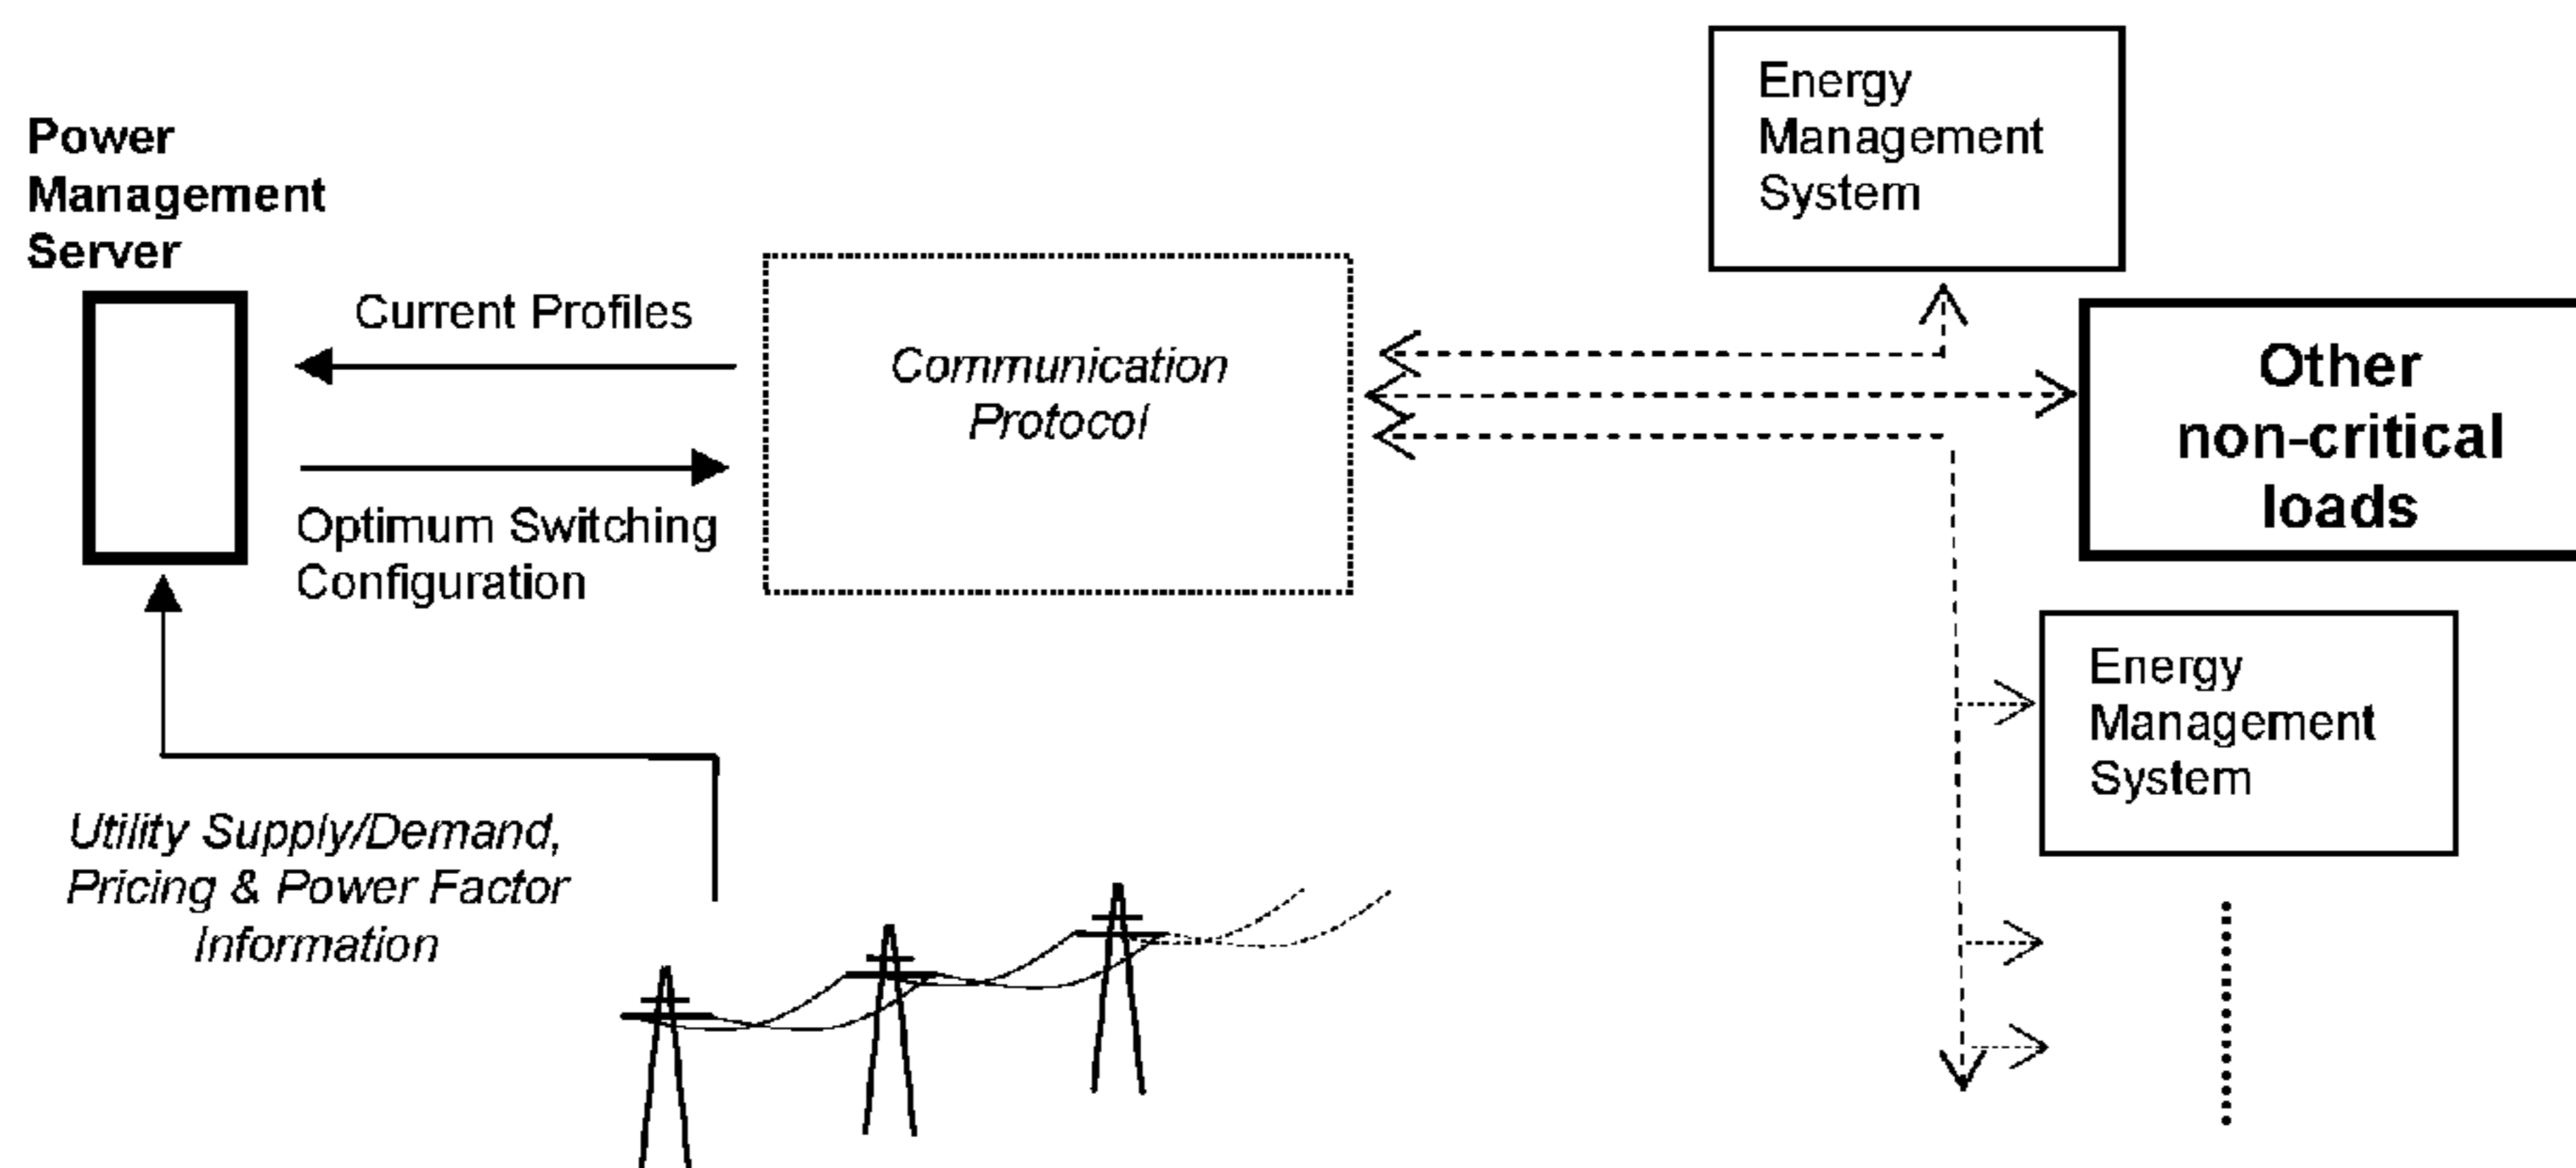 Power
Management
Server
Current Profiles
Optimum Switching
Configuration
Communication
Protocol
Energy
Management
System
Other
non-critical
loads
Energy
Management
System
Utility Supply/Demand,
Pricing & Power Factor
Information